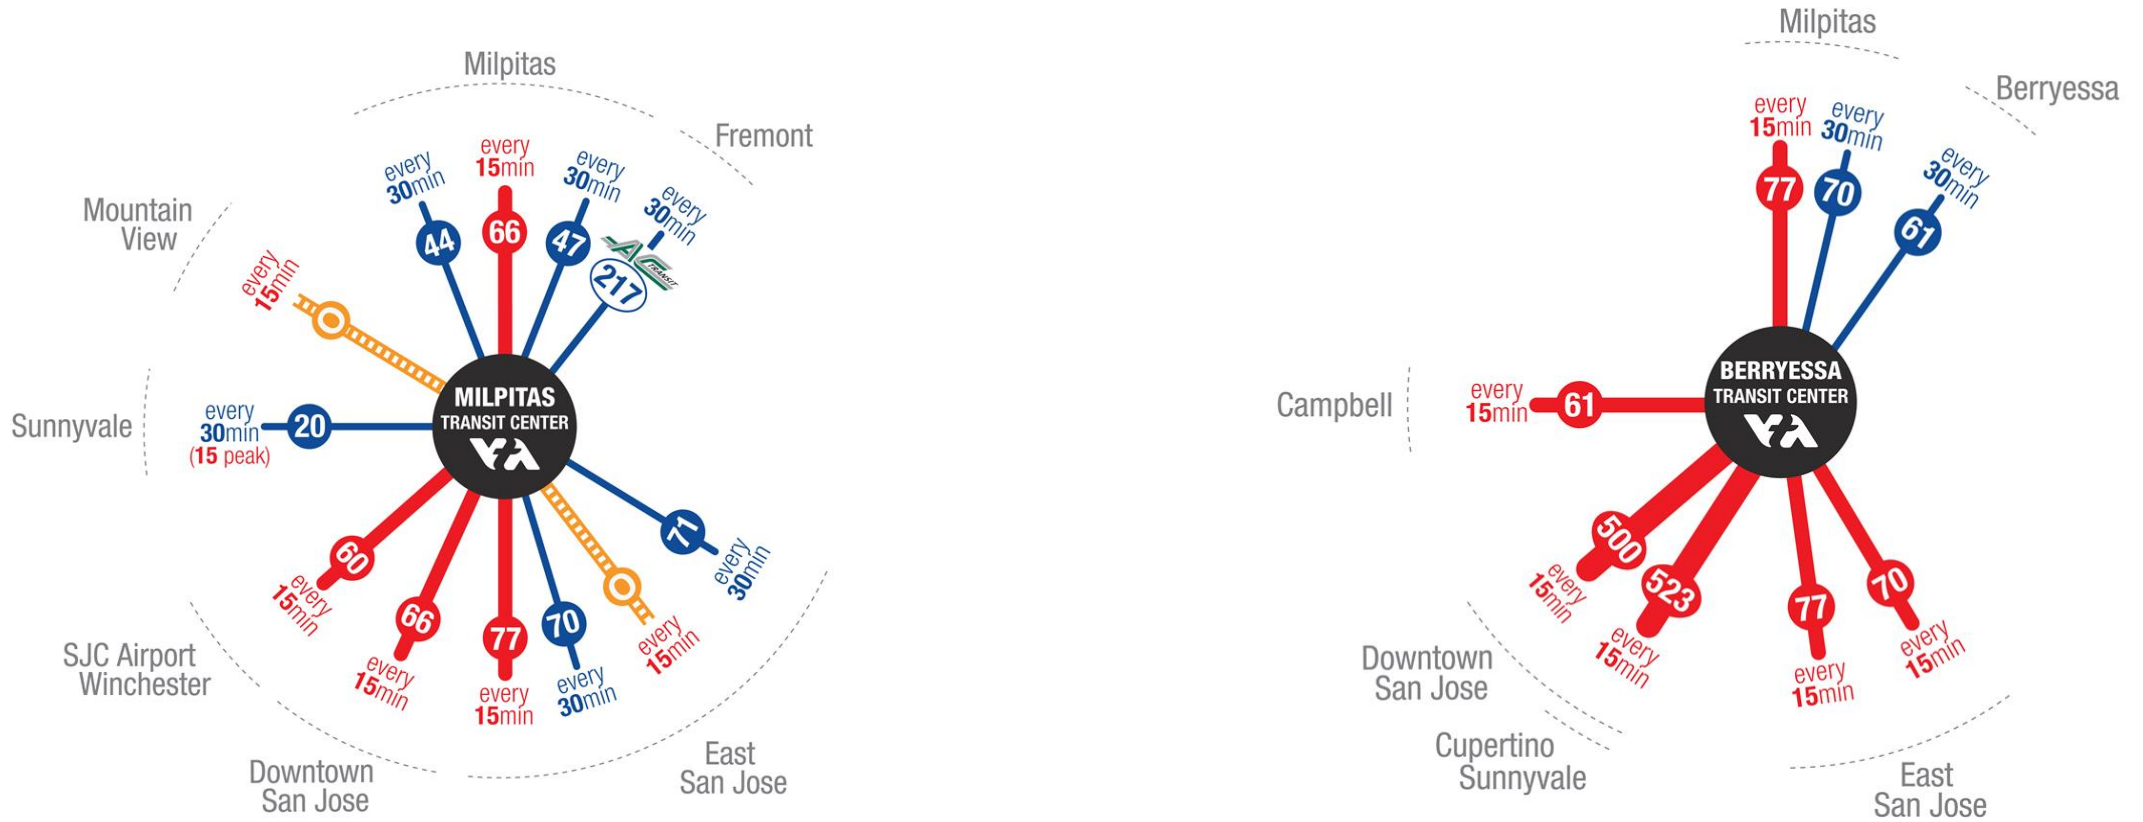 Milpitas
Fremont
every
30min
44
every
15min
66
every
30min
47
every
30min
AC
TRANSIT
217
Mountain
View
every
15min
Sunnyvale
every
30min
(15 peak)
20
MILPITAS
TRANSIT CENTER
VTA
60
every
15min
66
every
15min
77
every
15min
70
every
30min
every
15min
71
every
30min
SJC Airport
Winchester
Downtown
San Jose
East
San Jose
Milpitas
Berryessa
every
15min
77
every
30min
70
every
30min
61
Campbell
every
15min
61
BERRYESSA
TRANSIT CENTER
VTA
500
every
15min
523
every
15min
77
every
15min
70
every
15min
Downtown
San Jose
Cupertino
Sunnyvale
East
San Jose